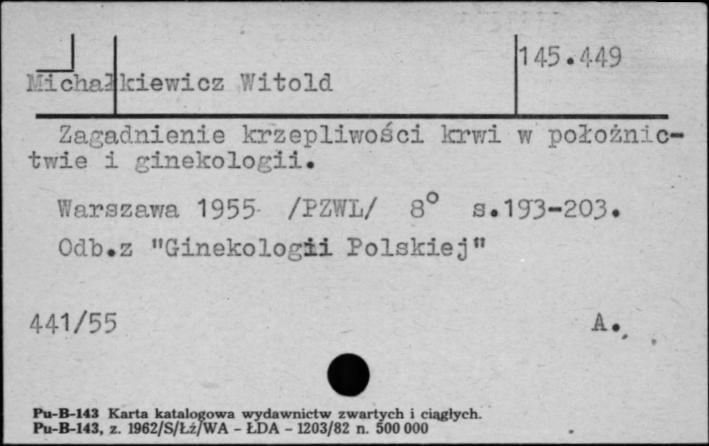 145.449
Michałkiewicz Witold
Zagadnienie krzepliwości krwi w położnic-
twie i ginekologii.
Warszawa 1955 /PZWL/ 8° s.193-203.
Odb.z "Ginekologii Polskiej"
441/55 A.
Pu-B-143 Karta katalogowa wydawnictw zwartych i ciągłych.
Pu-B-143, z. 1962/S/Łź/WA - ŁDA - 1203/82 n. 500 000